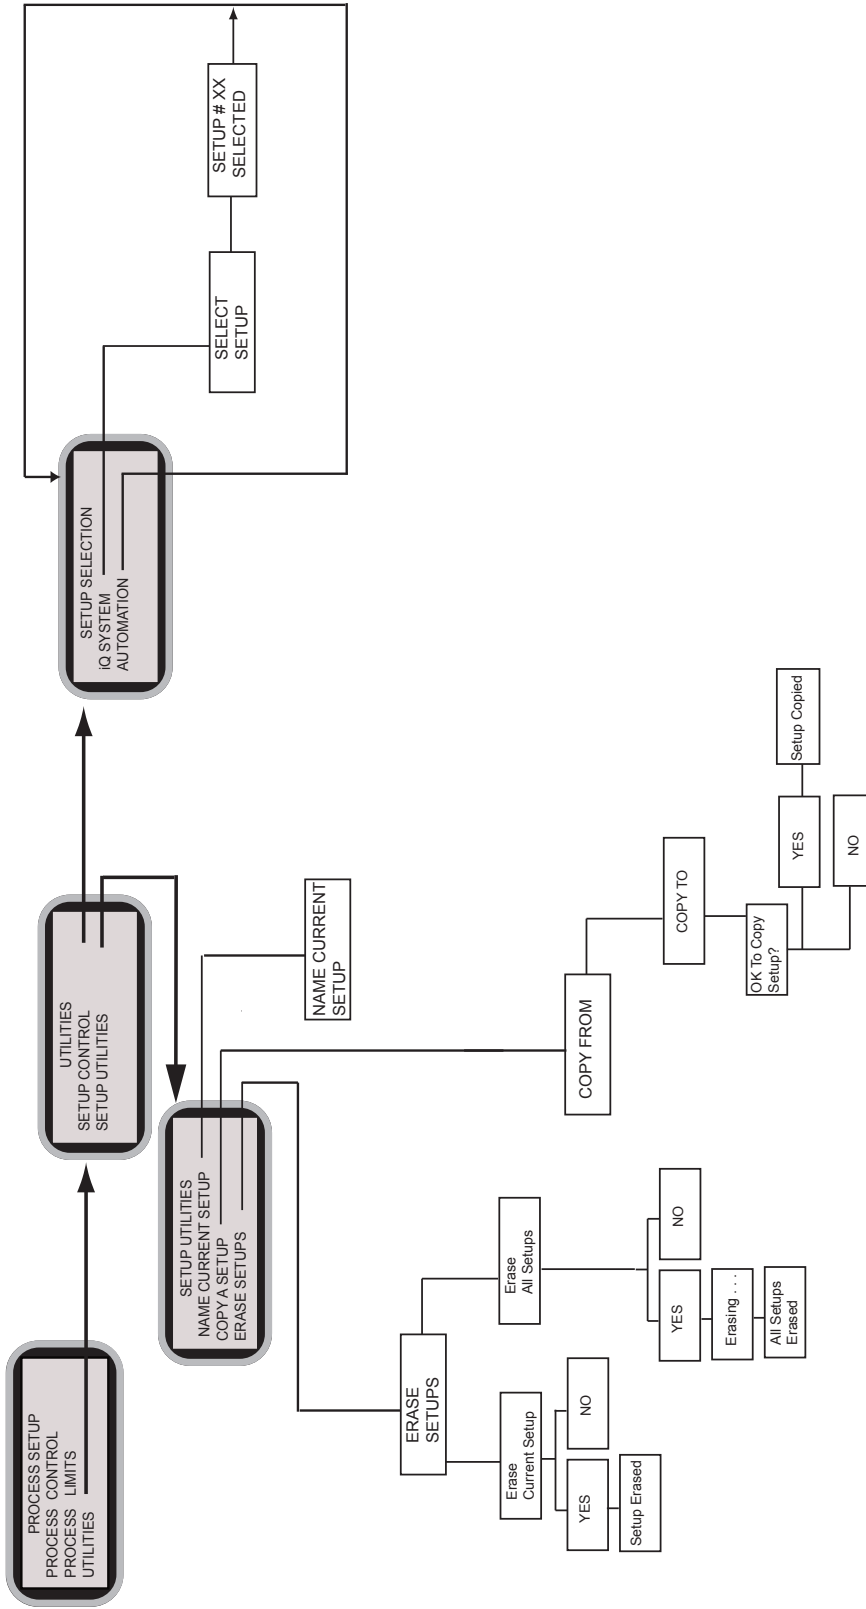 PROCESS SETUP
PROCESS CONTROL
PROCESS LIMITS
UTILITIES
UTILITIES
SETUP CONTROL
SETUP UTILITIES
SETUP SELECTION
iQ SYSTEM
AUTOMATION
SELECT
SETUP
SETUP # XX
SELECTED
SETUP UTILITIES
NAME CURRENT SETUP
COPY A SETUP
ERASE SETUPS
NAME CURRENT
SETUP
COPY FROM
COPY TO
OK To Copy
Setup?
YES
Setup Copied
NO
ERASE
SETUPS
Erase
Current Setup
YES
NO
Setup Erased
Erase
All Setups
YES
NO
Erasing . . .
All Setups
Erased